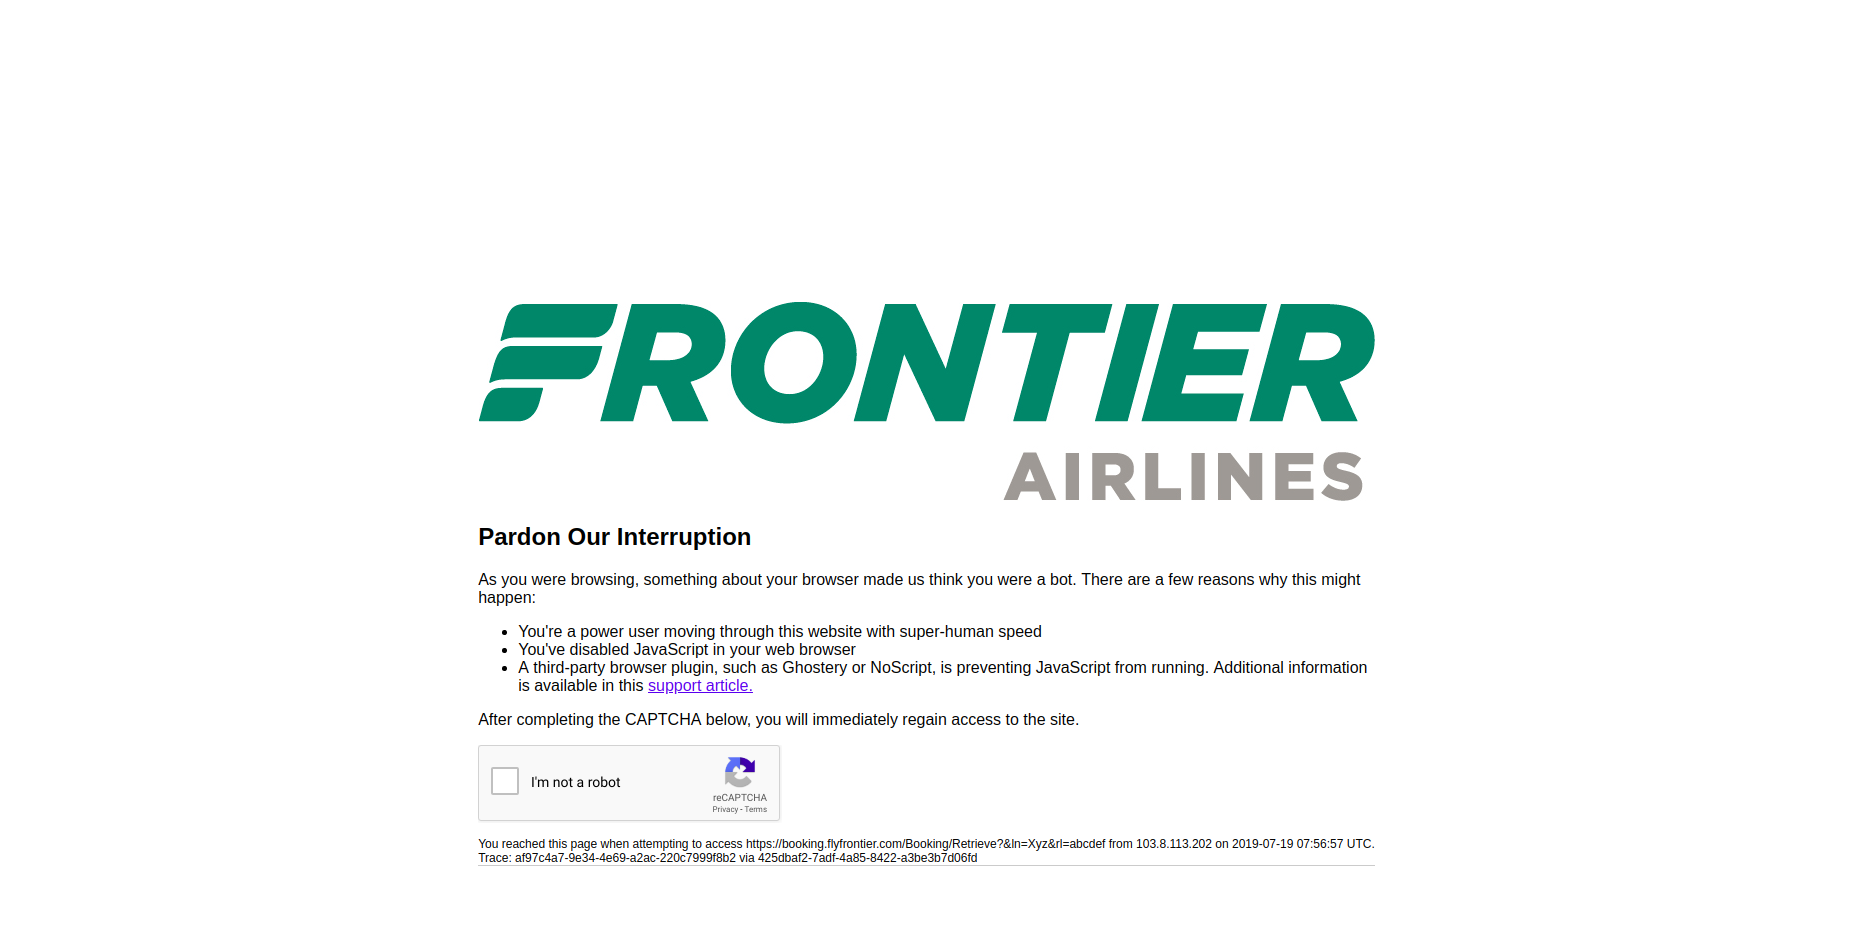 FRONTIER
AIRLINES
Pardon Our Interruption
As you were browsing, something about your browser made us think you were a bot. There are a few reasons why this might
happen:
You're a power user moving through this website with super-human speed
You've disabled JavaScript in your web browser
A third-party browser plugin, such as Ghostery or NoScript, is preventing JavaScript from running. Additional information
is available in this support article.
After completing the CAPTCHA below, you will immediately regain access to the site.
I'm not a robot
reCAPTCHA
Privacy - Terms
You reached this page when attempting to access https://booking.flyfrontier.com/Booking/Retrieve?&ln=Xyz&rl=abcdef from 103.8.113.202 on 2019-07-19 07:56:57 UTC.
Trace: af97c4a7-9e34-4e69-a2ac-220c7999f8b2 via 425dbaf2-7adf-4a85-8422-a3be3b7d06fd